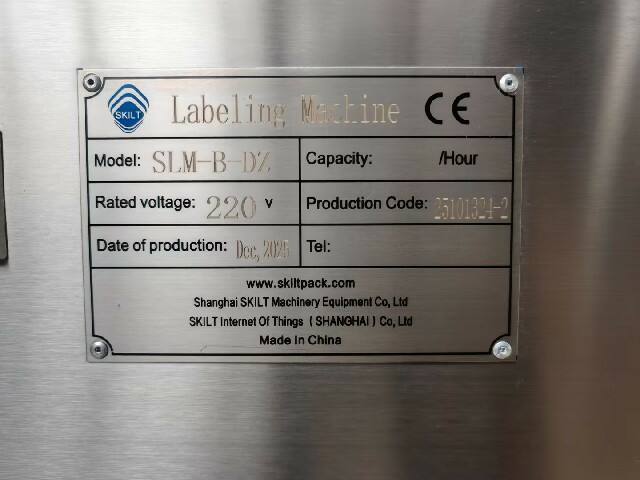 SKILT Labeling Machine CE
Model: SLM-B-DZ Capacity: /Hour
Rated voltage: 220 V Production Code: 25101324-2
Date of production: Dec, 2025 Tel:
www.skiltpack.com
Shanghai SKILT Machinery Equipment Co, Ltd
SKILT Internet Of Things ( SHANGHAI ) Co, Ltd
Made In China